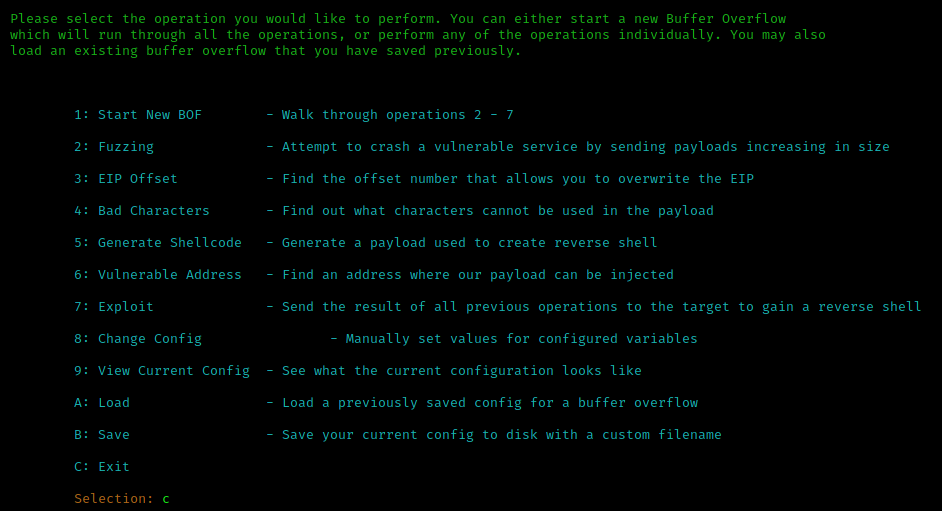 Please select the operation you would like to perform. You can either start a new Buffer Overflow
which will run through all the operations, or perform any of the operations individually. You may also
load an existing buffer overflow that you have saved previously.
1: Start New BOF - Walk through operations 2 - 7
2: Fuzzing - Attempt to crash a vulnerable service by sending payloads increasing in size
3: EIP Offset - Find the offset number that allows you to overwrite the EIP
4: Bad Characters - Find out what characters cannot be used in the payload
5: Generate Shellcode - Generate a payload used to create reverse shell
6: Vulnerable Address - Find an address where our payload can be injected
7: Exploit - Send the result of all previous operations to the target to gain a reverse shell
8: Change Config - Manually set values for configured variables
9: View Current Config - See what the current configuration looks like
A: Load - Load a previously saved config for a buffer overflow
B: Save - Save your current config to disk with a custom filename
C: Exit
Selection: c